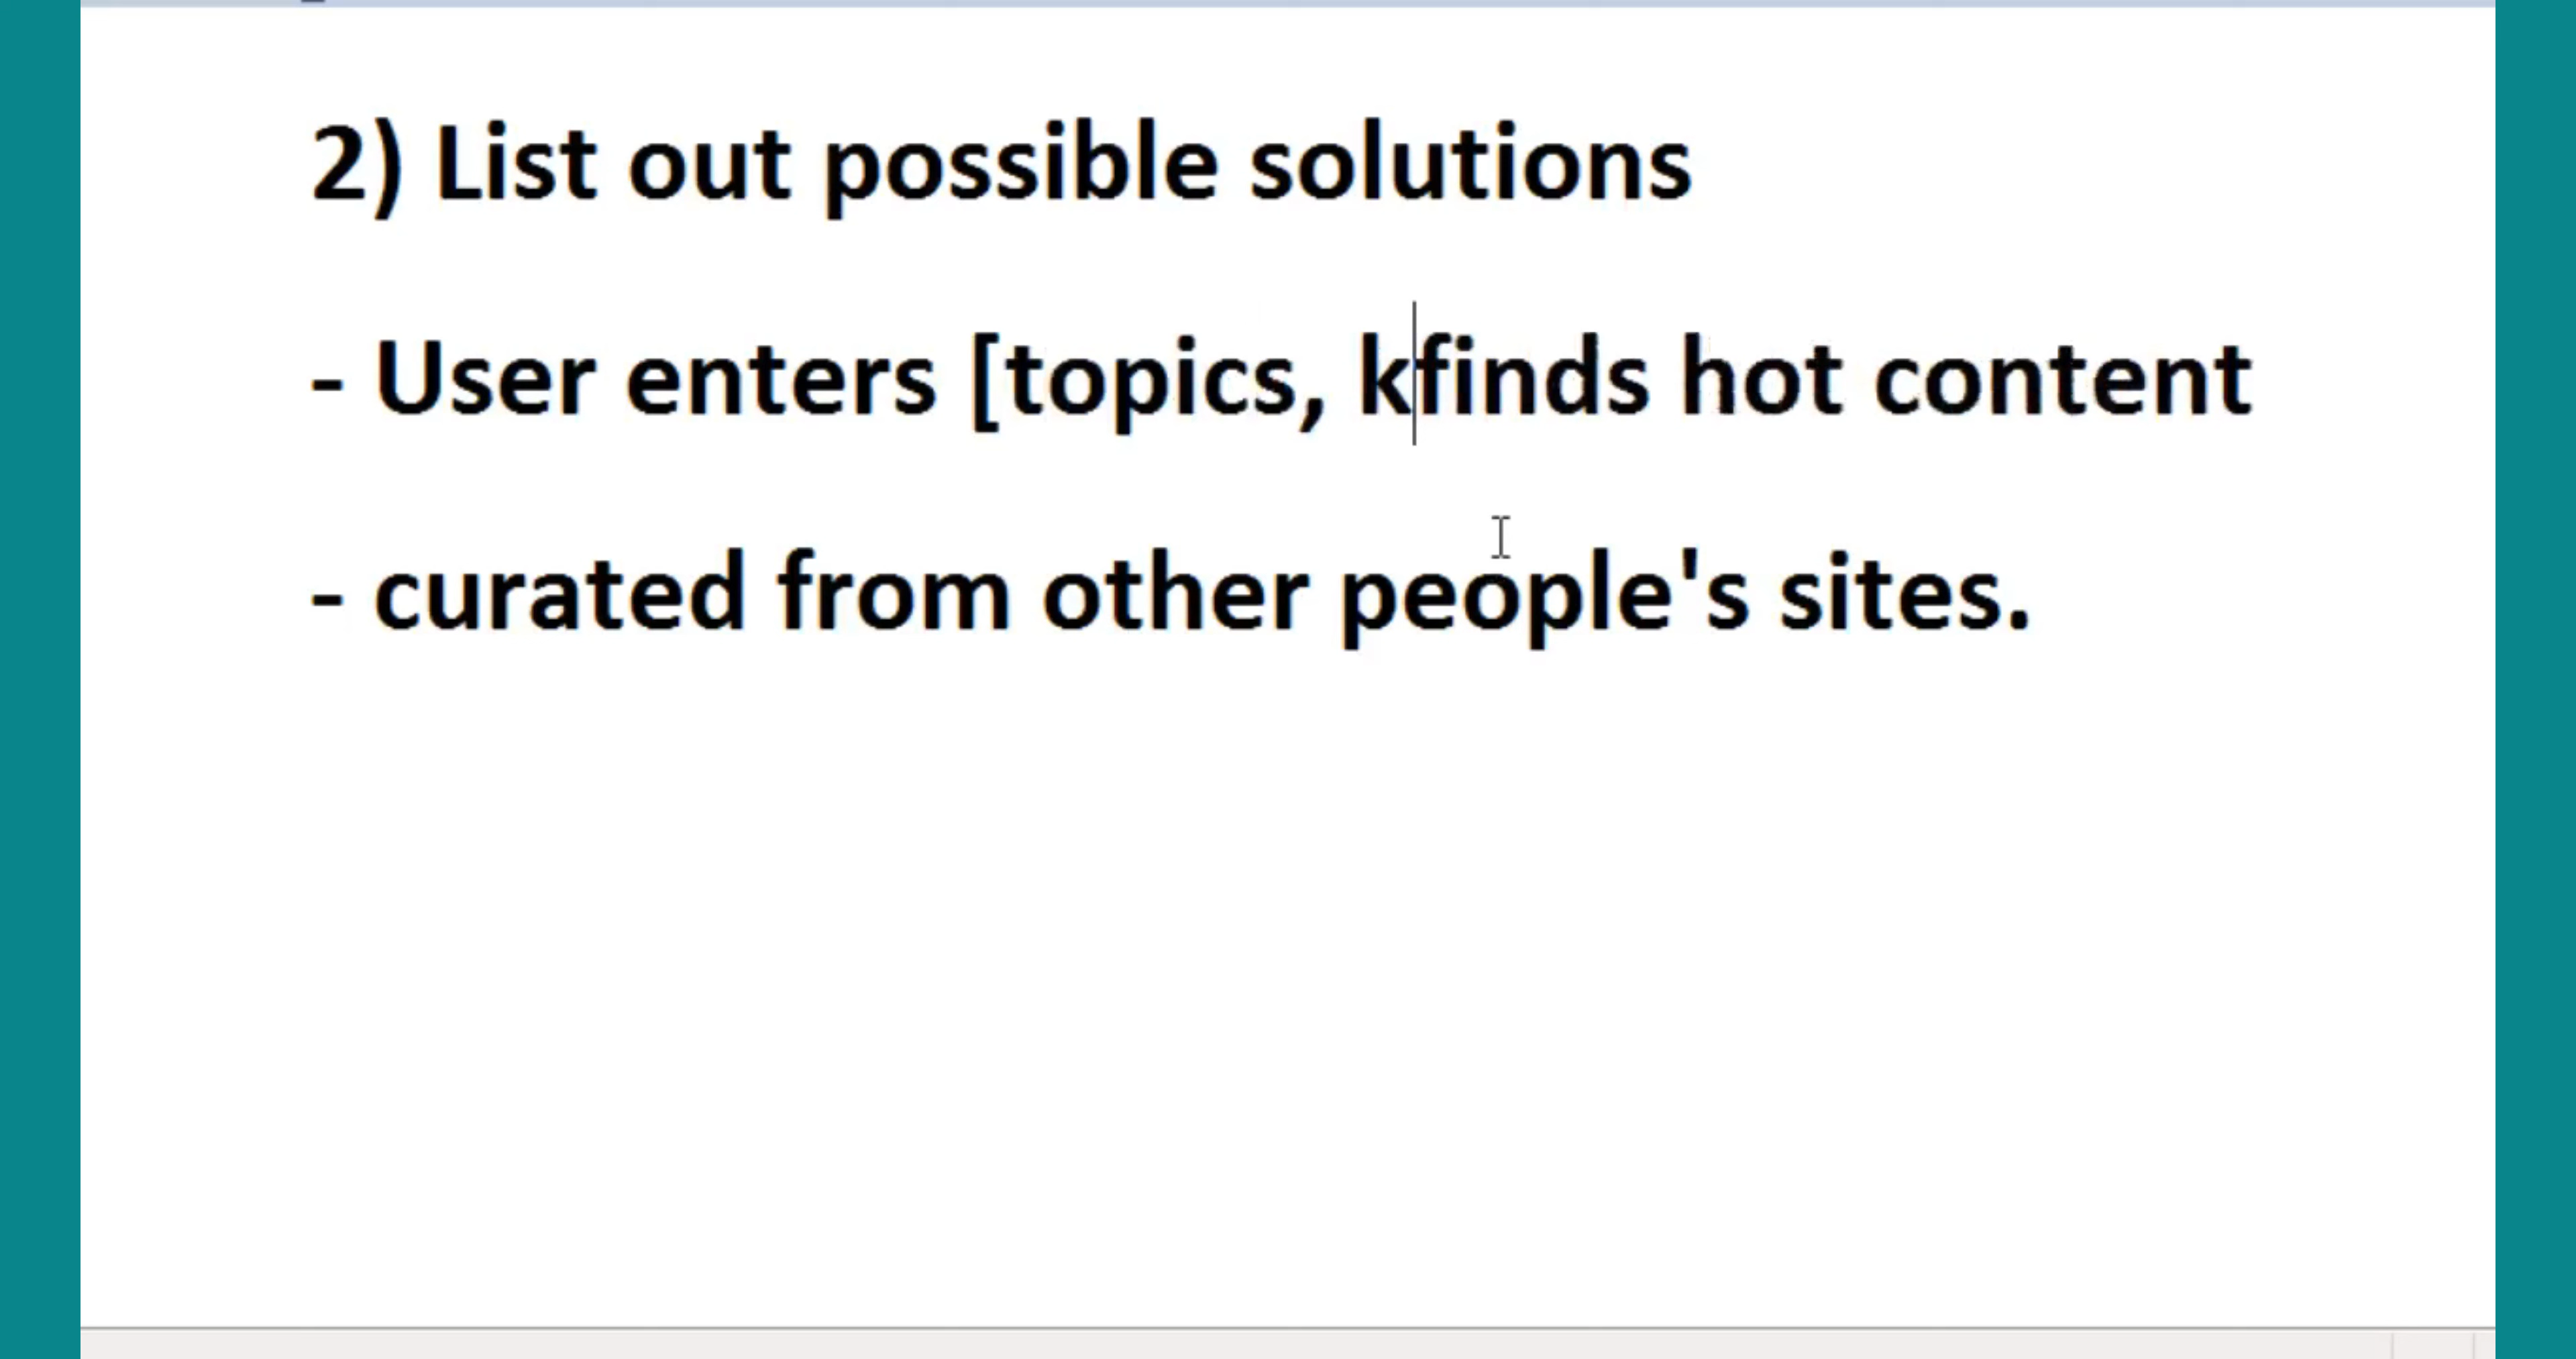 2) List out possible solutions
- User enters [topics, kfinds hot content
- curated from other people's sites.